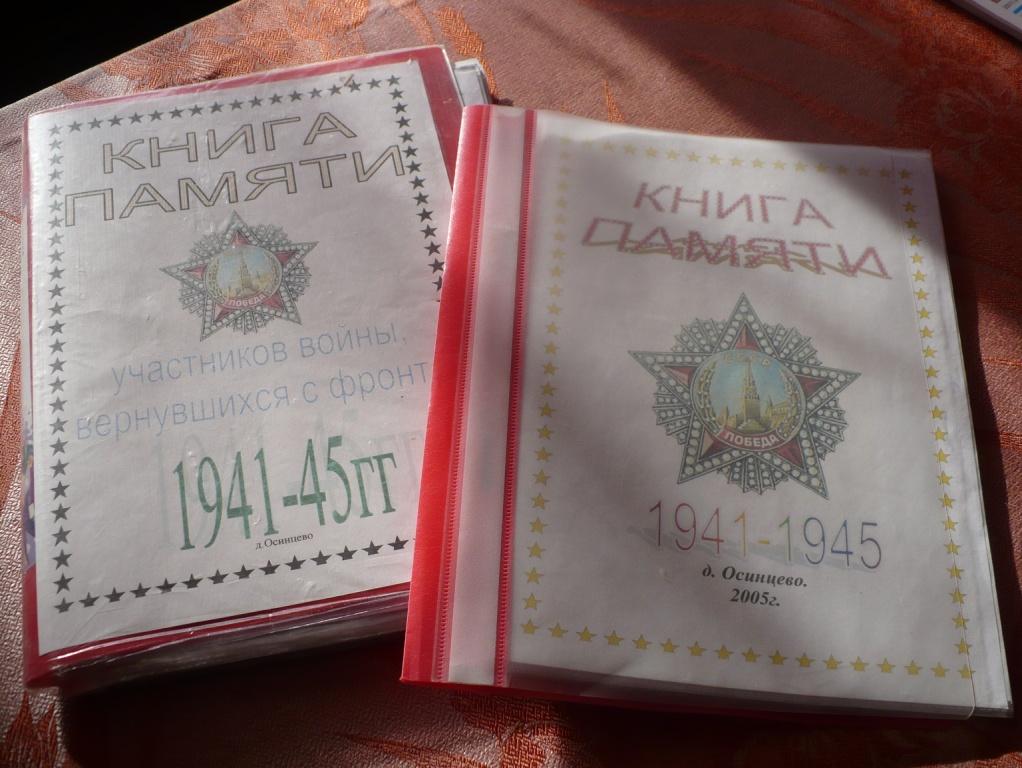 КНИГА
ПАМЯТИ
ПОБЕДА
участников войны,
вернувшихся с фронт
1941-45гг
д.Осинцево
КНИГА
ПАМЯТИ
ПОБЕДА
1941-1945
д. Осинцево.
2005г.